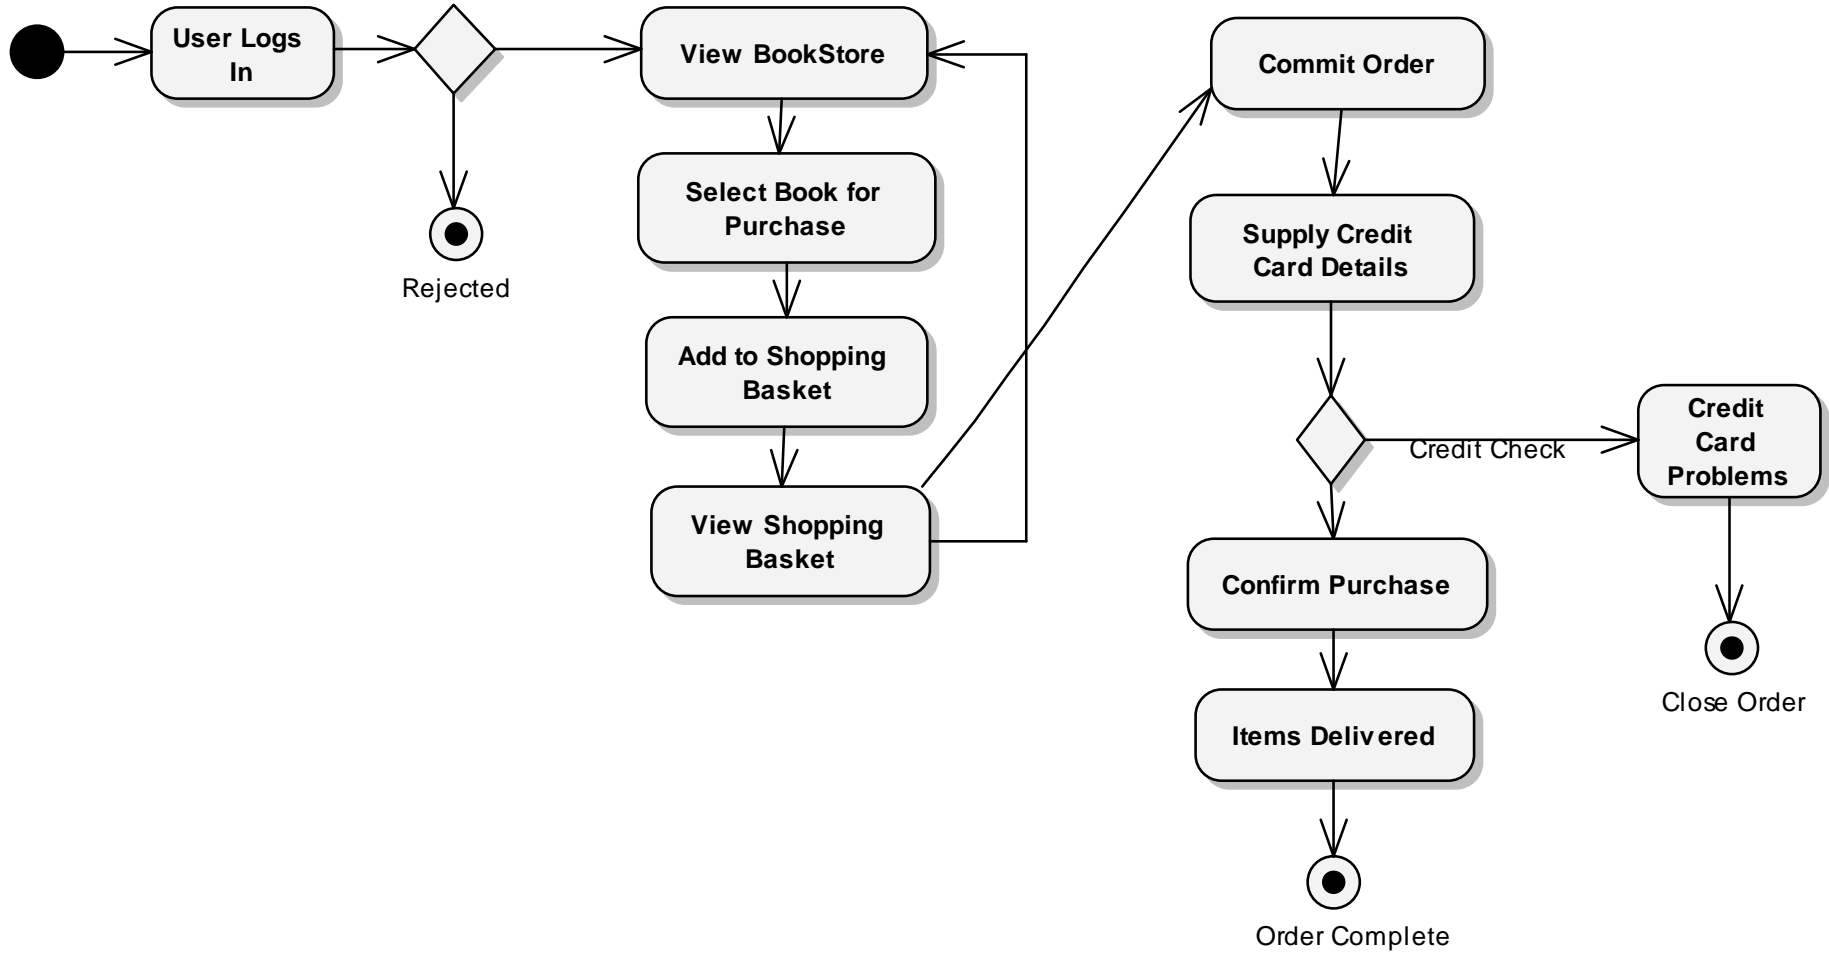 User Logs
In
View BookStore
Commit Order
Select Book for
Purchase
Supply Credit
Card Details
Rejected
Add to Shopping
Basket
Credit
Card
Problems
Credit Check
View Shopping
Basket
Confirm Purchase
Close Order
Items Delivered
Order Complete